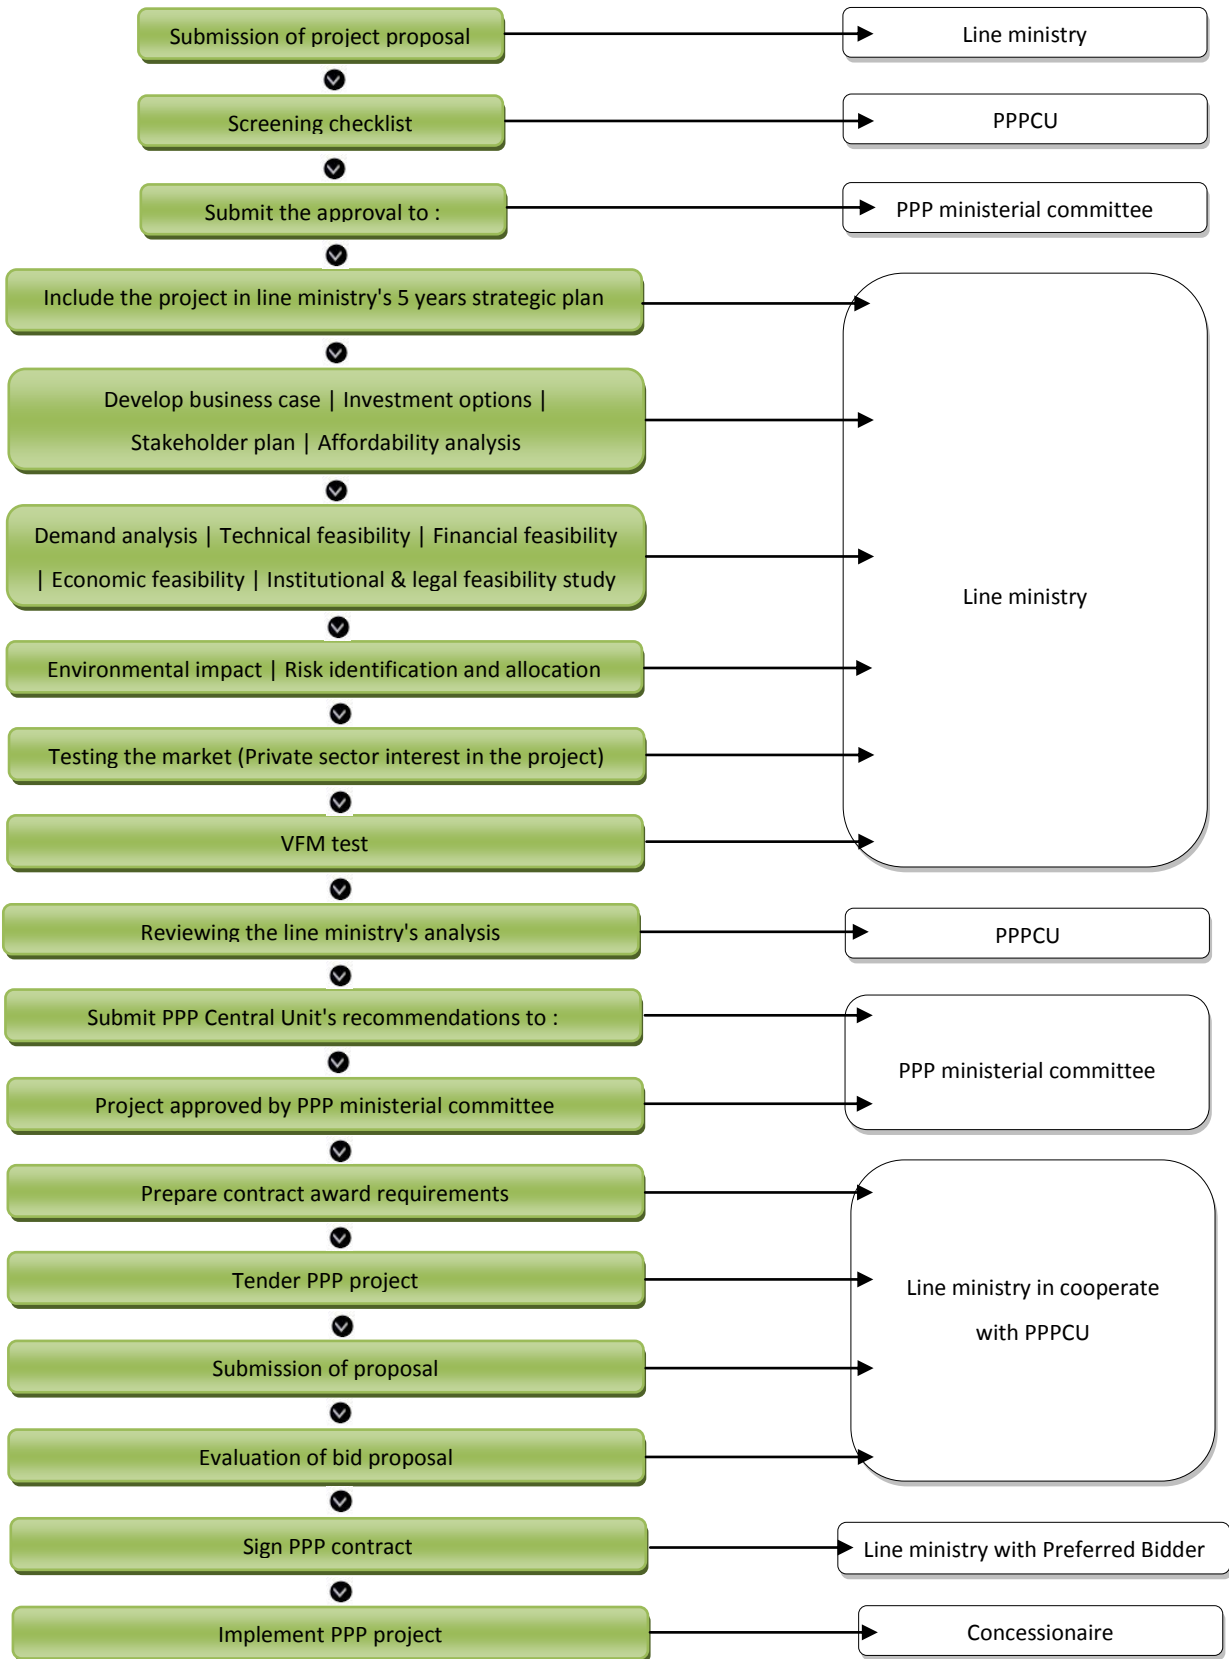 Submission of project proposal
Line ministry
Screening checklist
PPPCU
Submit the approval to :
PPP ministerial committee
Include the project in line ministry's 5 years strategic plan
Develop business case | Investment options |
Stakeholder plan | Affordability analysis
Demand analysis | Technical feasibility | Financial feasibility
| Economic feasibility | Institutional & legal feasibility study
Line ministry
Environmental impact | Risk identification and allocation
Testing the market (Private sector interest in the project)
VFM test
Reviewing the line ministry's analysis
PPPCU
Submit PPP Central Unit's recommendations to :
PPP ministerial committee
Project approved by PPP ministerial committee
Prepare contract award requirements
Tender PPP project
Line ministry in cooperate
with PPPCU
Submission of proposal
Evaluation of bid proposal
Sign PPP contract
Line ministry with Preferred Bidder
Implement PPP project
Concessionaire